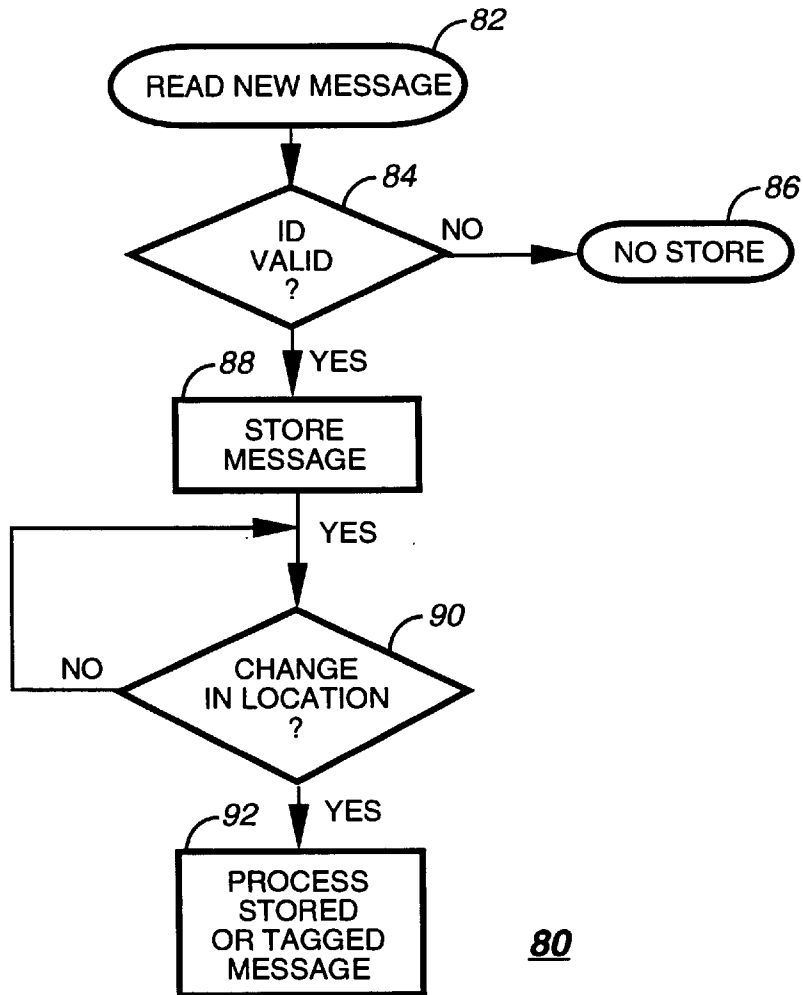 82
READ NEW MESSAGE
84
ID
VALID
?
NO
86
NO STORE
YES
88
STORE
MESSAGE
YES
90
CHANGE
IN LOCATION
?
NO
YES
92
PROCESS
STORED
OR TAGGED
MESSAGE
80